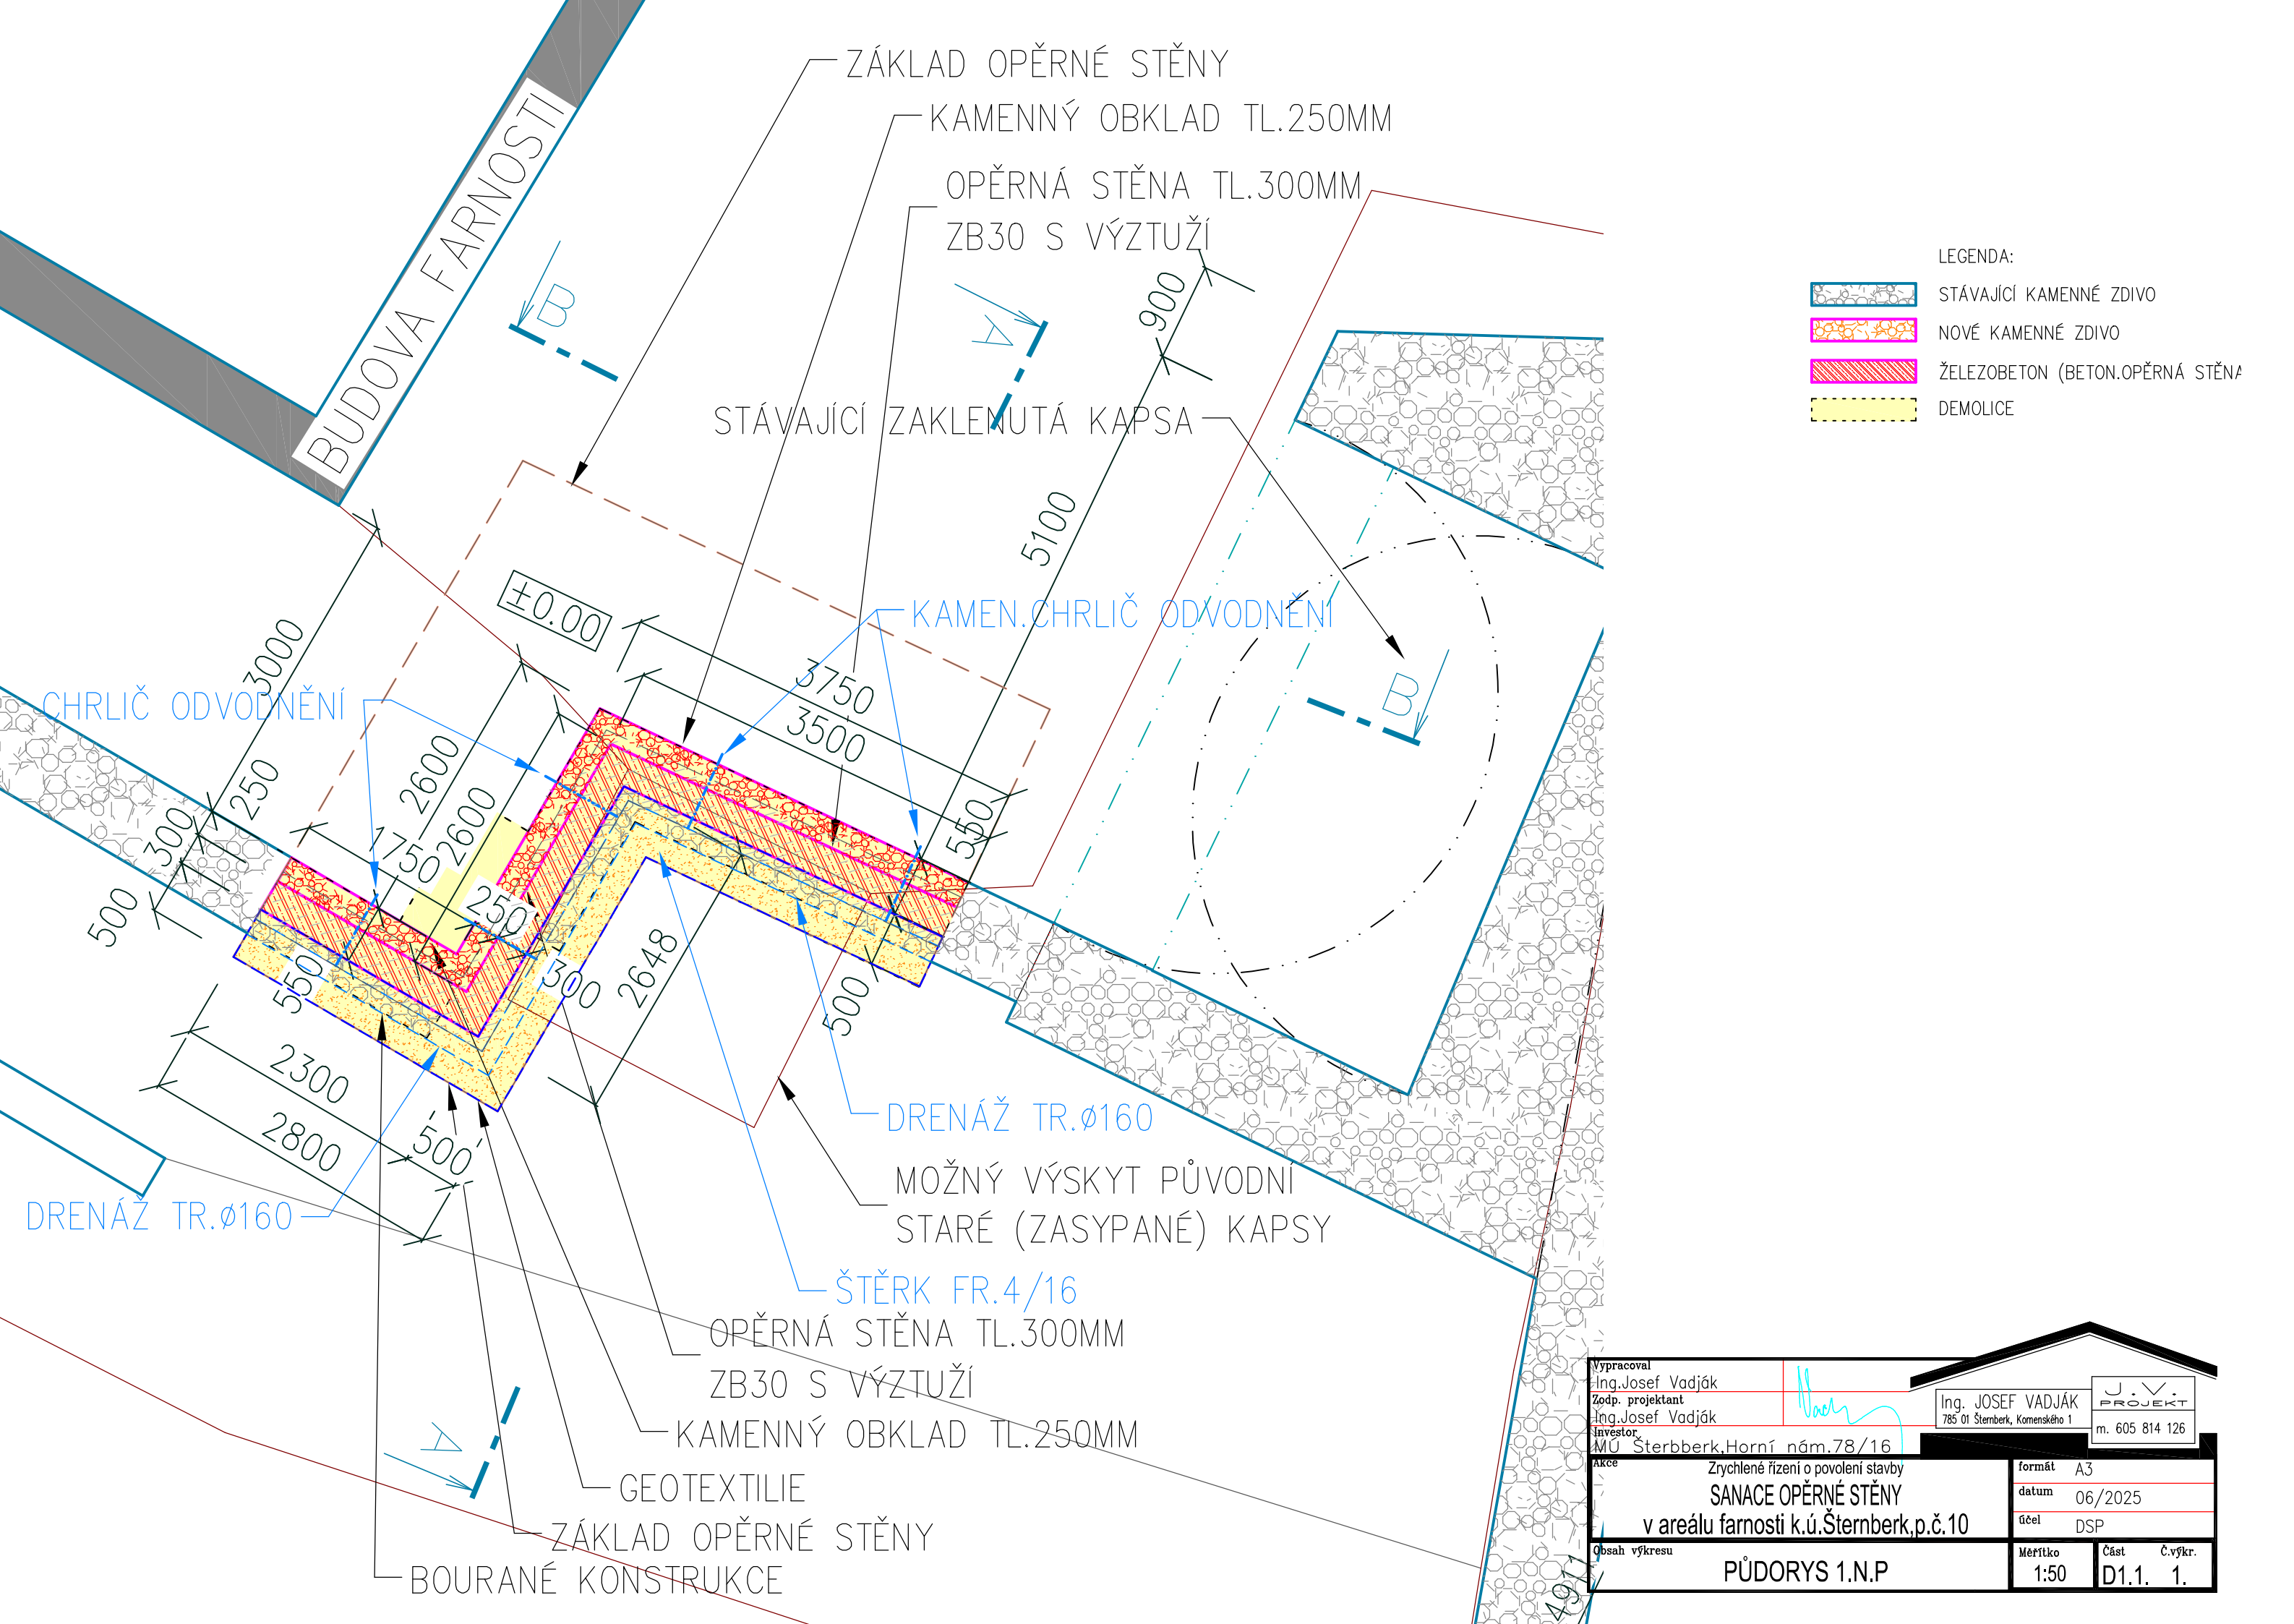 ZÁKLAD OPĚRNÉ STĚNY
KAMENNÝ OBKLAD TL.250MM
OPĚRNÁ STĚNA TL.300MM
ZB30 S VÝZTUŽÍ
BUDOVA FARNOSTI
B
A
900
STÁVAJÍCÍ ZAKLENUTÁ KAPSA
5100
±0.00
KAMEN.CHRLIČ ODVODNĚNÍ
3000
CHRLIČ ODVODNĚNÍ
3750
3500
B
2600
2600
250
300
1750
550
500
250
300
2648
550
500
2300
2800
500
DRENÁŽ TR.ø160
DRENÁŽ TR.ø160
MOŽNÝ VÝSKYT PŮVODNÍ
STARÉ (ZASYPANÉ) KAPSY
ŠTĚRK FR.4/16
OPĚRNÁ STĚNA TL.300MM
ZB30 S VÝZTUŽÍ
KAMENNÝ OBKLAD TL.250MM
A
GEOTEXTILIE
ZÁKLAD OPĚRNÉ STĚNY
BOURANÉ KONSTRUKCE
4911
LEGENDA:
STÁVAJÍCÍ KAMENNÉ ZDIVO
NOVÉ KAMENNÉ ZDIVO
ŽELEZOBETON (BETON.OPĚRNÁ STĚNA
DEMOLICE
Vypracoval
Ing.Josef Vadják
Zodp. projektant
Ing.Josef Vadják
Investor
MÚ Šterbberk,Horní nám.78/16
Ing. JOSEF VADJÁK
785 01 Šternberk, Komenského 1
J.V.
PROJEKT
m. 605 814 126
Akce
Zrychlené řízení o povolení stavby
SANACE OPĚRNÉ STĚNY
v areálu farnosti k.ú.Šternberk,p.č.10
formát A3
datum 06/2025
účel DSP
Obsah výkresu
PŮDORYS 1.N.P
Měřítko
1:50
Část
D1.1.
Č.výkr.
1.